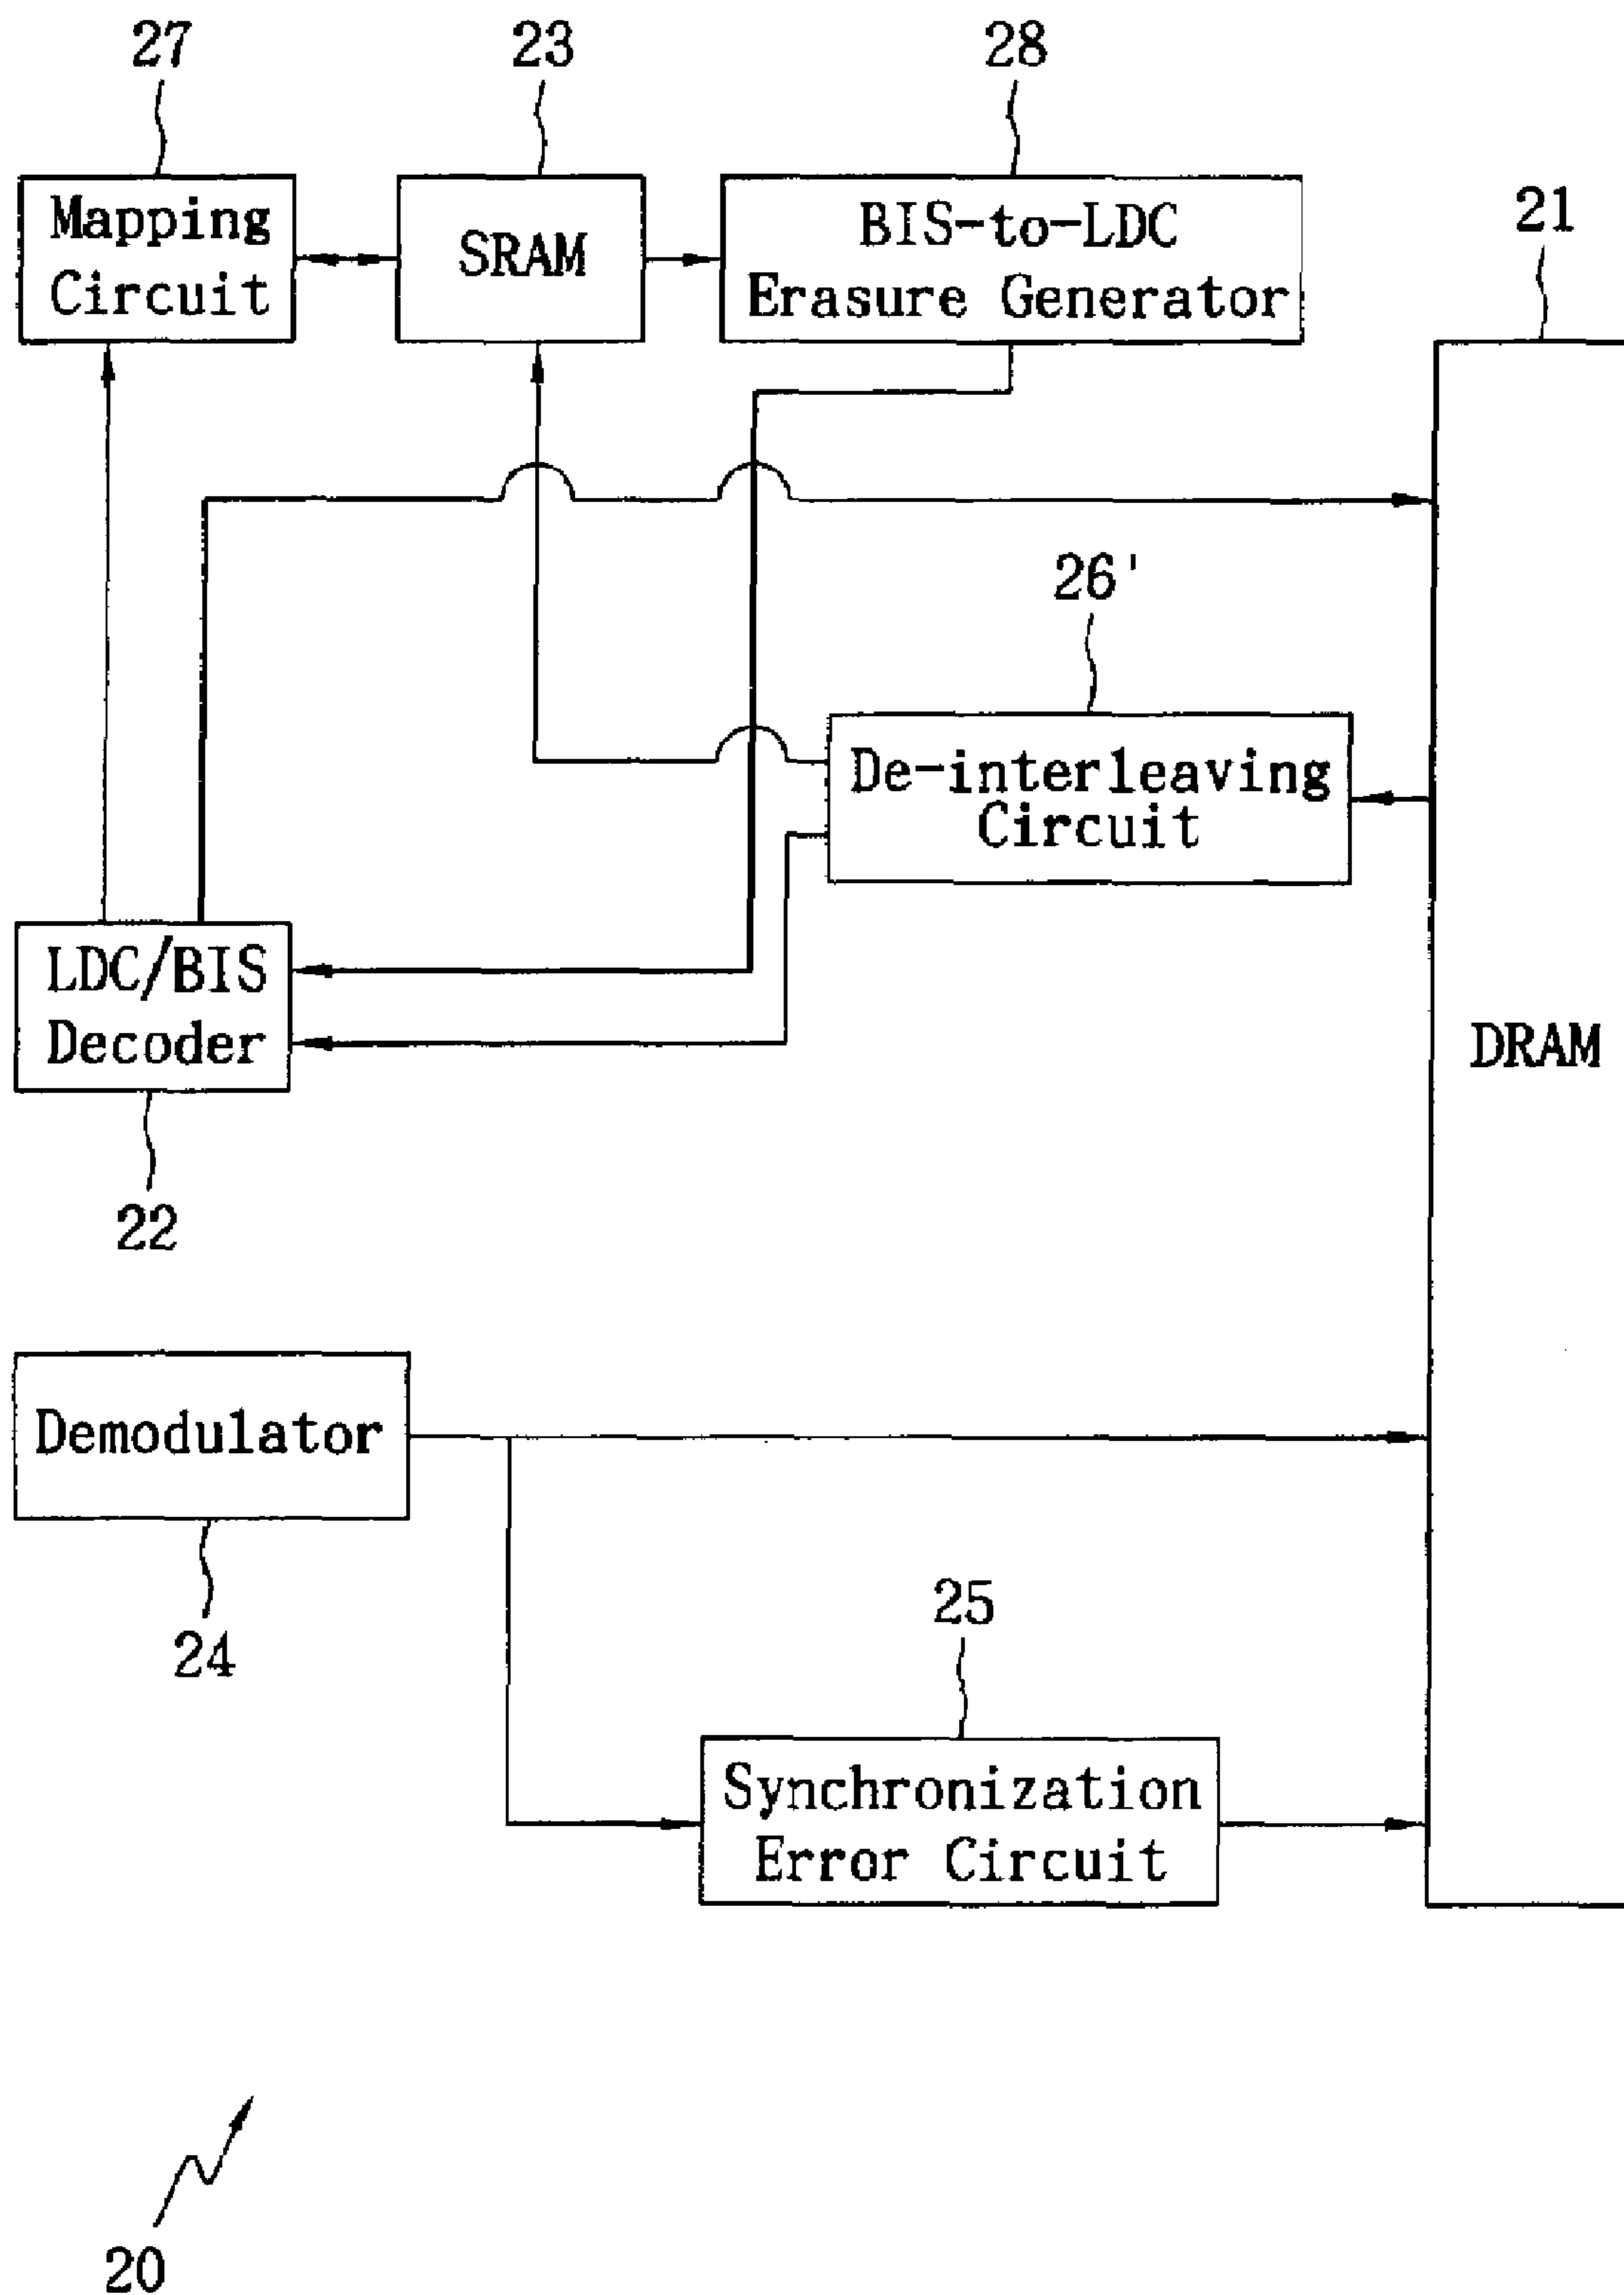 27
23
28
21
Mapping
Circuit
SRAM
BIS-to-LDC
Erasure Generator
26'
De-interleaving
Circuit
LDC/BIS
Decoder
DRAM
22
Demodulator
24
25
Synchronization
Error Circuit
20